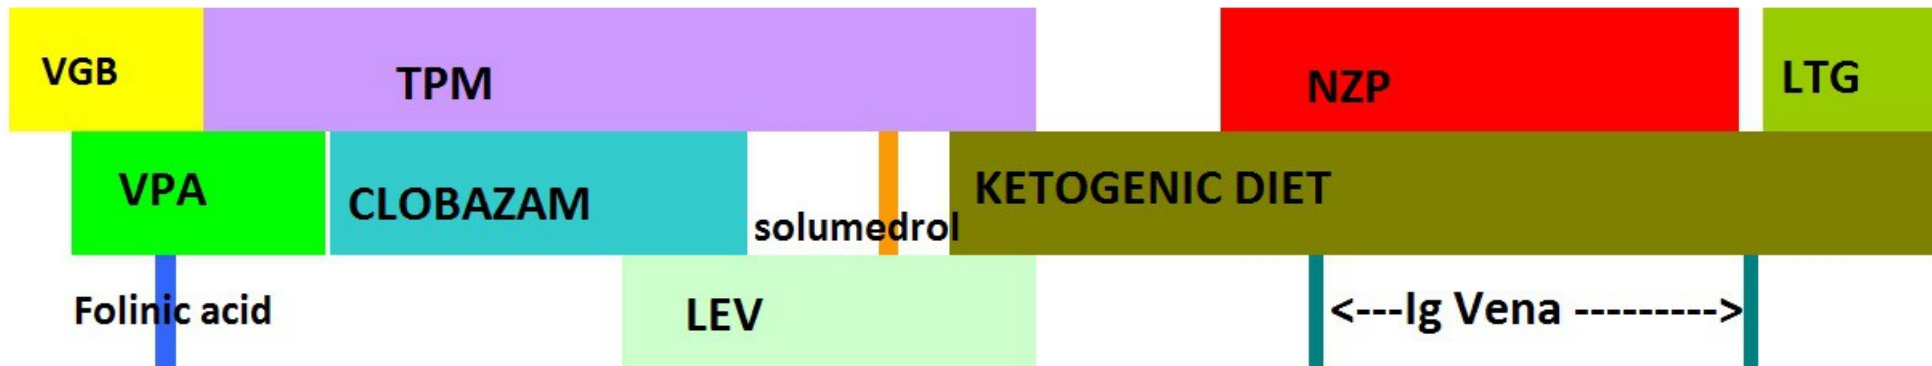 VGB
TPM
NZP
LTG
VPA
CLOBAZAM
solumedrol
KETOGENIC DIET
Folinic acid
LEV
<---Ig Vena --------->